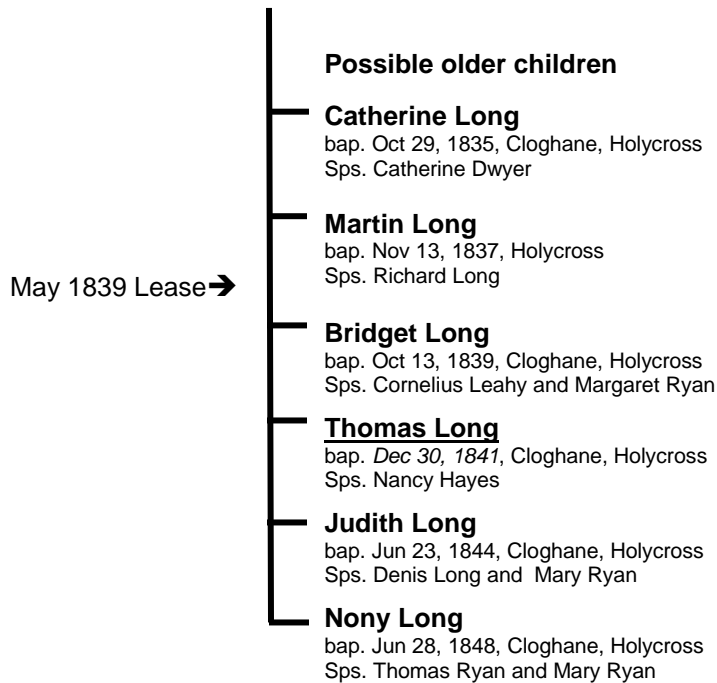 Possible older children
Catherine Long
bap. Oct 29, 1835, Cloghane, Holycross
Sps. Catherine Dwyer
Martin Long
bap. Nov 13, 1837, Holycross
Sps. Richard Long
May 1839 Lease➔
Bridget Long
bap. Oct 13, 1839, Cloghane, Holycross
Sps. Cornelius Leahy and Margaret Ryan
Thomas Long
bap. Dec 30, 1841, Cloghane, Holycross
Sps. Nancy Hayes
Judith Long
bap. Jun 23, 1844, Cloghane, Holycross
Sps. Denis Long and Mary Ryan
Nony Long
bap. Jun 28, 1848, Cloghane, Holycross
Sps. Thomas Ryan and Mary Ryan